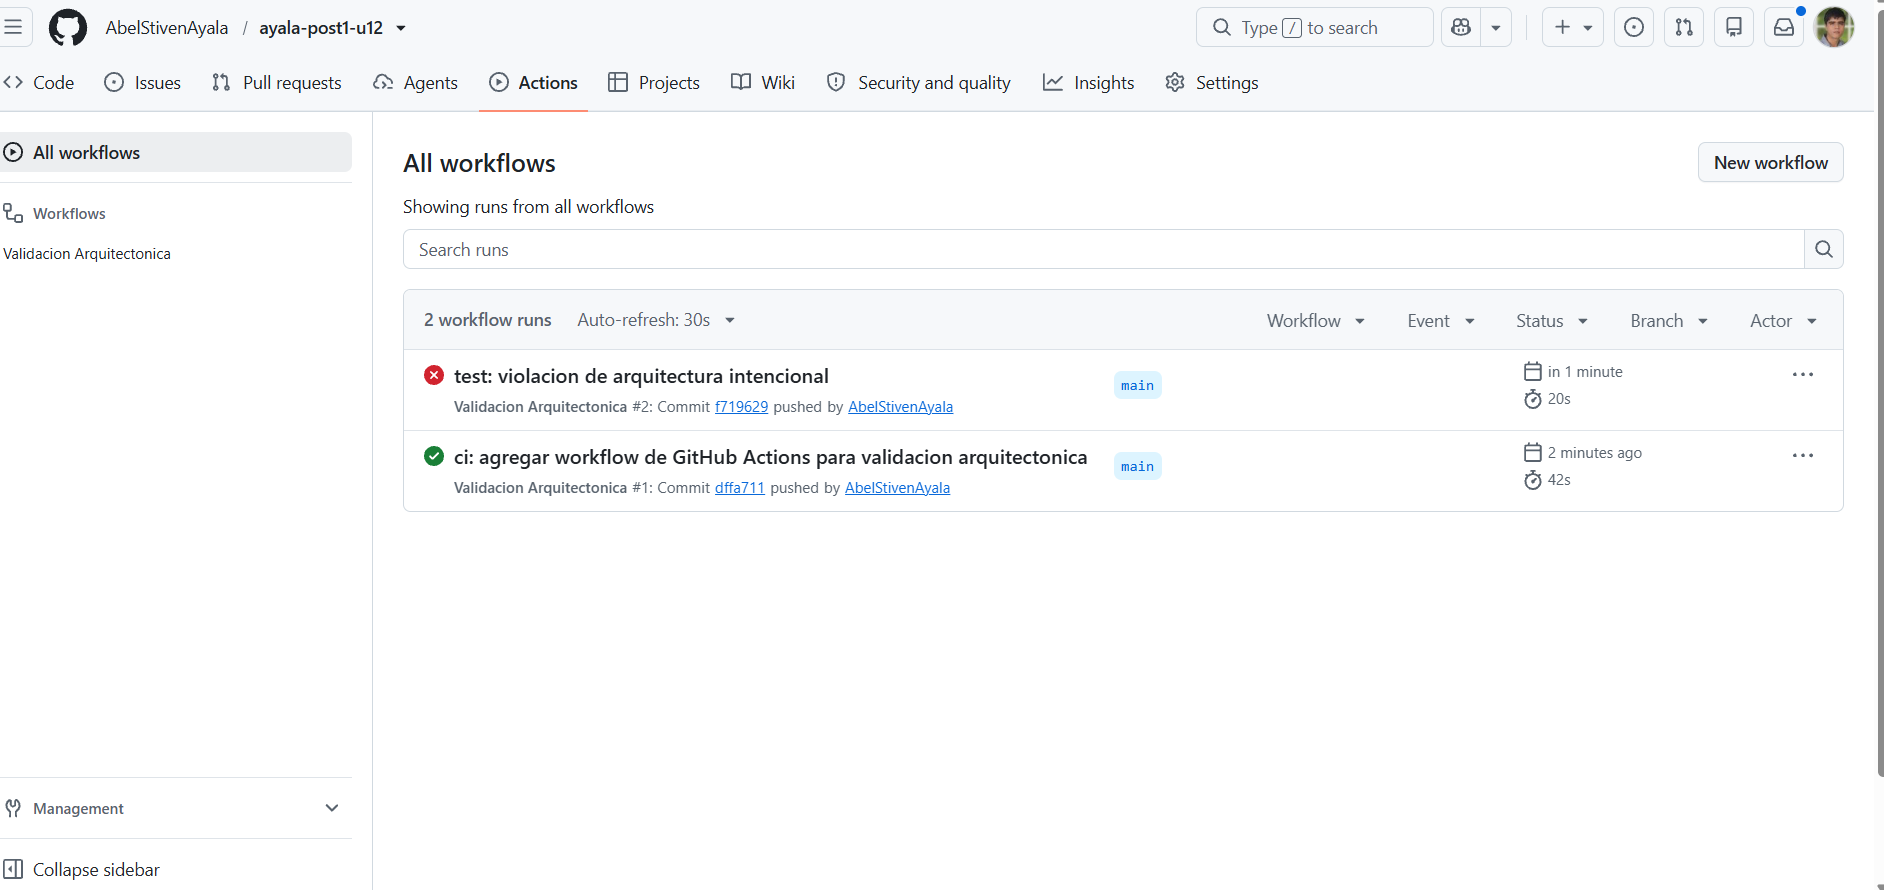 AbelStivenAyala / ayala-post1-u12
Type / to search
Code
Issues
Pull requests
Agents
Actions
Projects
Wiki
Security and quality
Insights
Settings
All workflows
Workflows
Validacion Arquitectonica
Management
Collapse sidebar
All workflows
New workflow
Showing runs from all workflows
Search runs
2 workflow runs
Auto-refresh: 30s
Workflow
Event
Status
Branch
Actor
test: violacion de arquitectura intencional
Validacion Arquitectonica #2: Commit f719629 pushed by AbelStivenAyala
main
in 1 minute
20s
ci: agregar workflow de GitHub Actions para validacion arquitectonica
Validacion Arquitectonica #1: Commit dffa711 pushed by AbelStivenAyala
main
2 minutes ago
42s